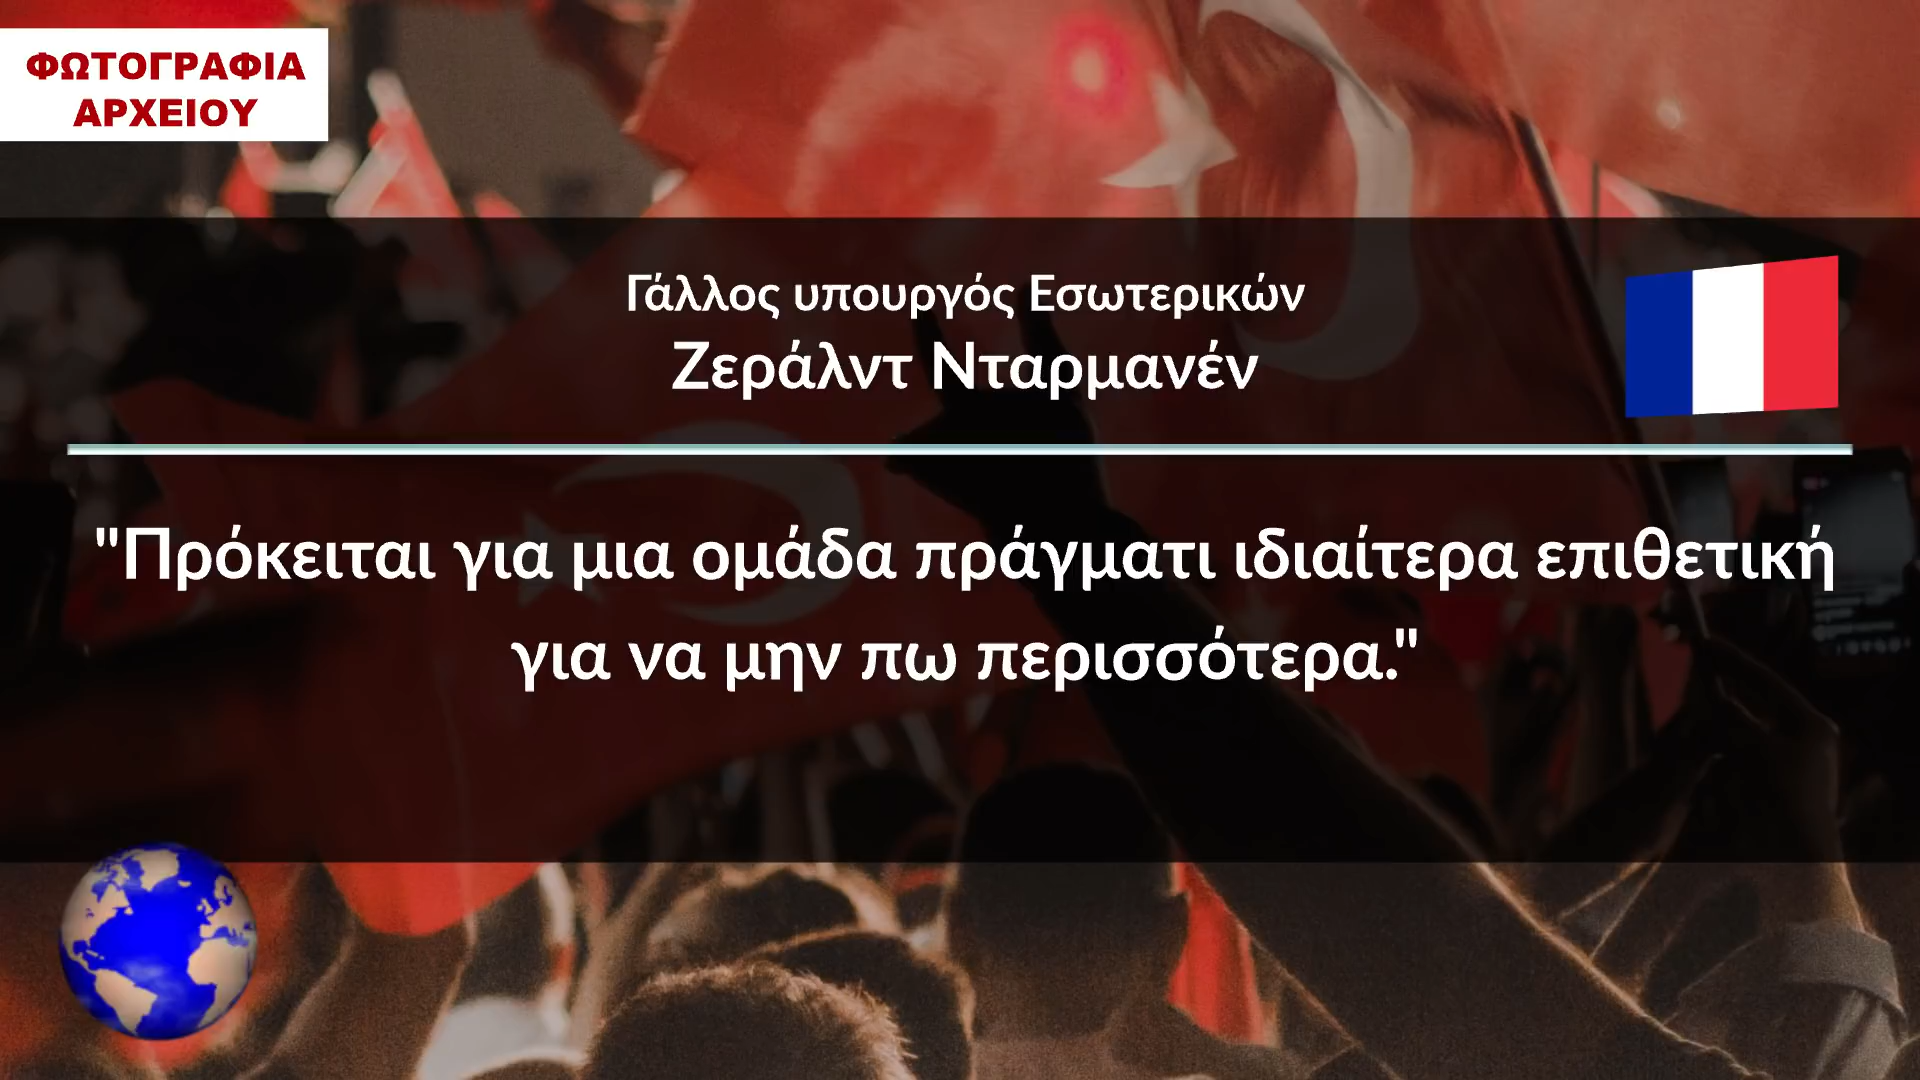 ΦΩΤΟΓΡΑΦΙΑ
ΑΡΧΕΙΟΥ
Γάλλος υπουργός Εσωτερικών
Ζεράλντ Νταρμανέν
"Πρόκειται για μια ομάδα πράγματι ιδιαίτερα επιθετική
για να μην πω περισσότερα."